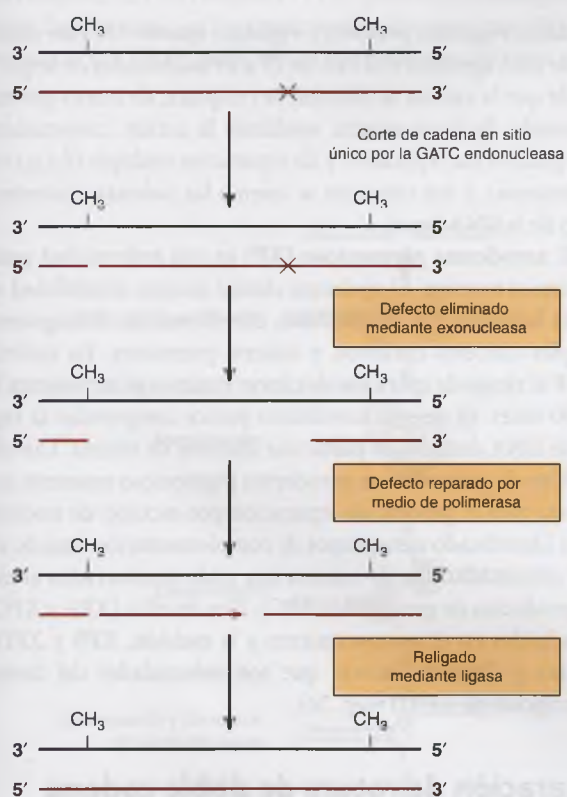 CH₃ CH₃
3′ 5′
5′ 3′
Corte de cadena en sitio
único por la GATC endonucleasa
CH₃ CH₃
3′ 5′
5′ 3′
Defecto eliminado
mediante exonucleasa
CH₃ CH₃
3′ 5′
5′ 3′
Defecto reparado por
medio de polimerasa
CH₃ CH₃
3′ 5′
5′ 3′
Religado
mediante ligasa
CH₃ CH₃
3′ 5′
5′ 3′